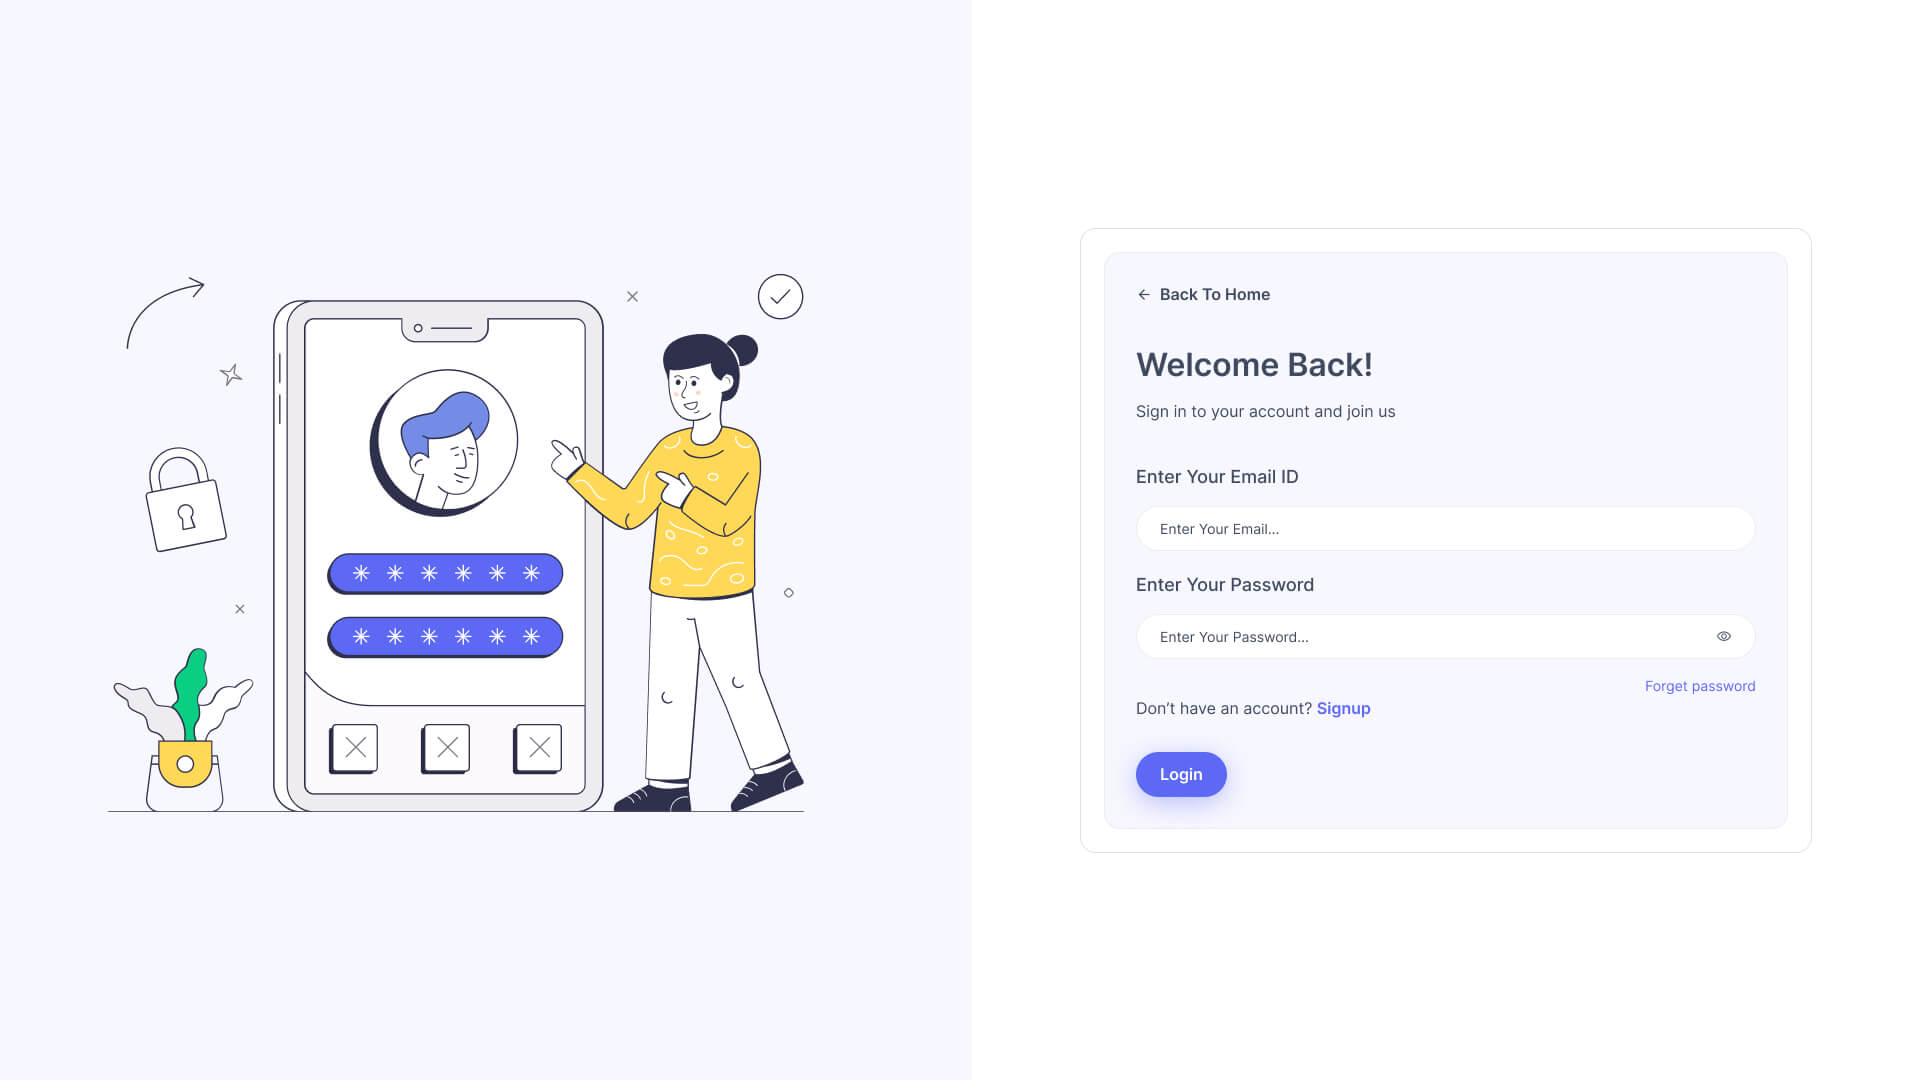 Back To Home
Welcome Back!
Sign in to your account and join us
Enter Your Email ID
Enter Your Email...
Enter Your Password
Enter Your Password...
Forget password
Don’t have an account? Signup
Login